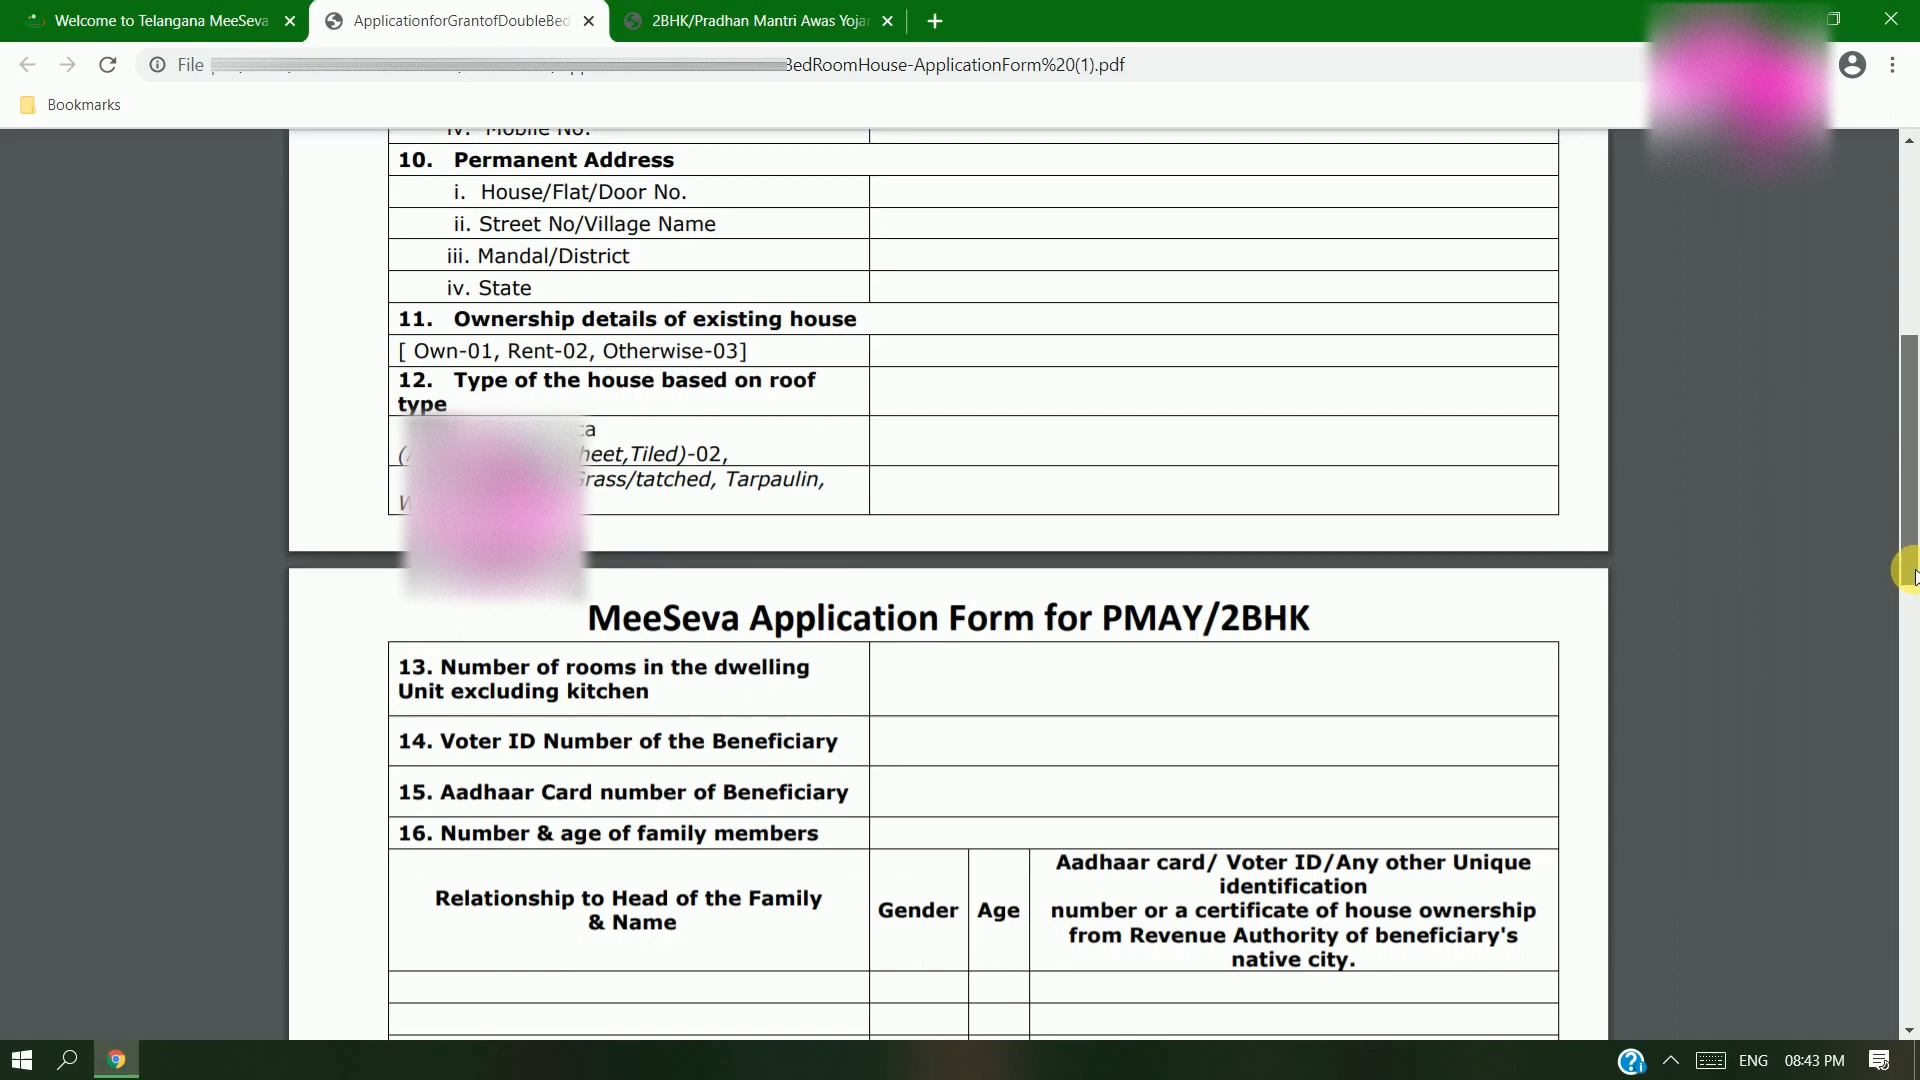 Welcome to Telangana MeeSeva
ApplicationforGrantofDoubleBed
2BHK/Pradhan Mantri Awas Yojan
File
BedRoomHouse-ApplicationForm%20(1).pdf
Bookmarks
iv. Mobile No.
10. Permanent Address
i. House/Flat/Door No.
ii. Street No/Village Name
iii. Mandal/District
iv. State
11. Ownership details of existing house
[ Own-01, Rent-02, Otherwise-03]
12. Type of the house based on roof
type
heet,Tiled)-02,
Grass/tatched, Tarpaulin,
MeeSeva Application Form for PMAY/2BHK
13. Number of rooms in the dwelling
Unit excluding kitchen
14. Voter ID Number of the Beneficiary
15. Aadhaar Card number of Beneficiary
16. Number & age of family members
Relationship to Head of the Family
& Name
Gender
Age
Aadhaar card/ Voter ID/Any other Unique
identification
number or a certificate of house ownership
from Revenue Authority of beneficiary's
native city.
ENG
08:43 PM